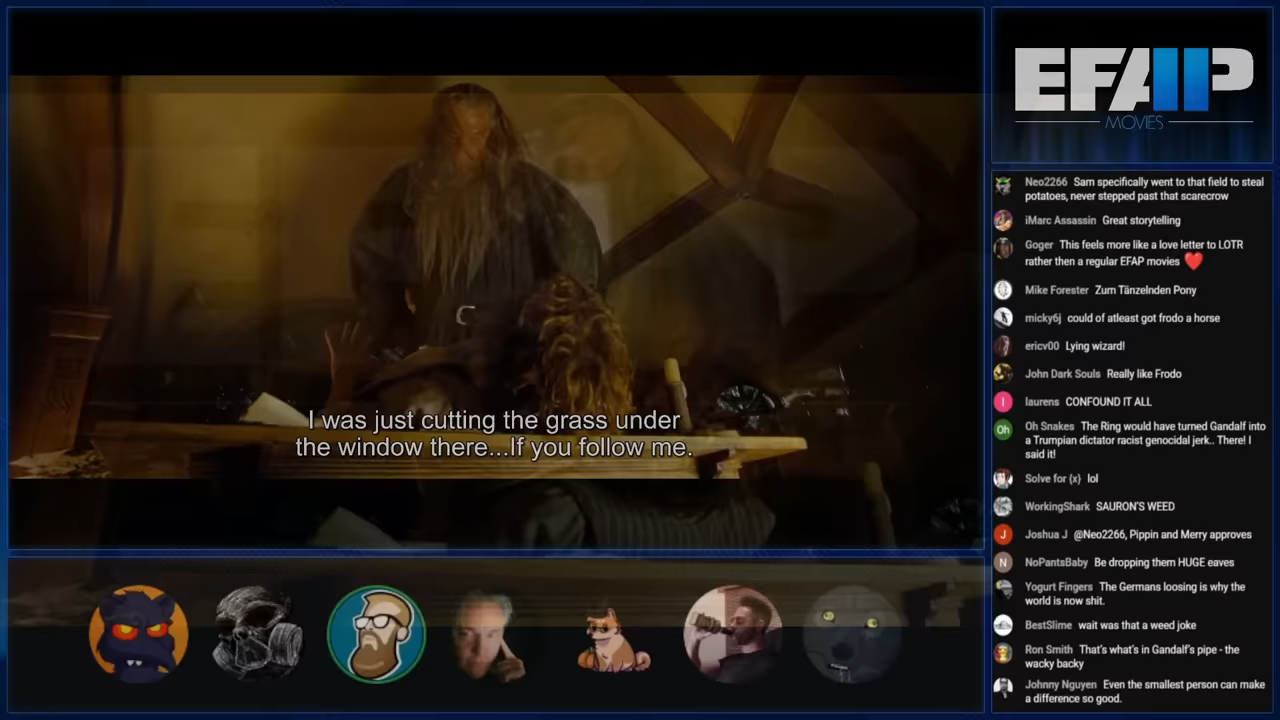 I was just cutting the grass under
the window there...If you follow me.
EFAP
MOVIES
Neo2266 Sam specifically went to that field to steal
potatoes, never stepped past that scarecrow
iMarc Assassin Great storytelling
Goger This feels more like a love letter to LOTR
rather then a regular EFAP movies ❤️
Mike Forester Zum Tänzelnden Pony
micky6j could of atleast got frodo a horse
ericv00 Lying wizard!
John Dark Souls Really like Frodo
l laurens CONFOUND IT ALL
Oh Oh Snakes The Ring would have turned Gandalf into
a Trumpian dictator racist genocidal jerk.. There! I
said it!
Solve for {x} lol
WorkingShark SAURON'S WEED
J Joshua J @Neo2266, Pippin and Merry approves
N NoPantsBaby Be dropping them HUGE eaves
Yogurt Fingers The Germans loosing is why the
world is now shit.
BestSlime wait was that a weed joke
Ron Smith That's what's in Gandalf's pipe - the
wacky backy
Johnny Nguyen Even the smallest person can make
a difference so good.